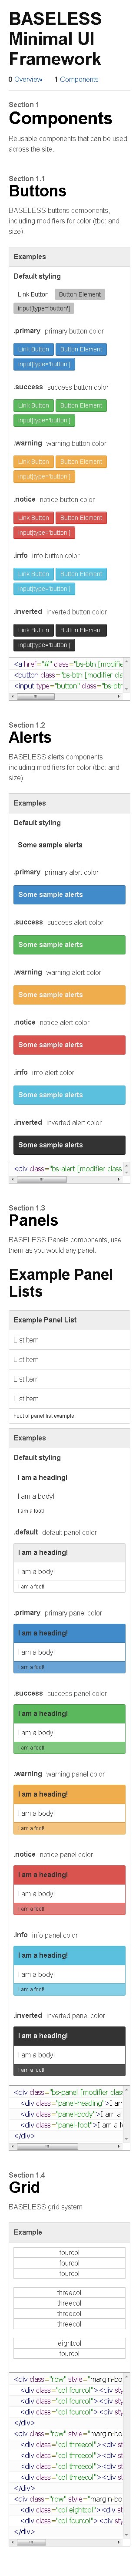 BASELESS
Minimal UI
Framework
0 Overview 1 Components
Section 1
Components
Reusable components that can be used
across the site.
Section 1.1
Buttons
BASELESS buttons components,
including modifiers for color (tbd: and
size).
Examples
Default styling
Link Button Button Element
input[type='button']
.primary primary button color
Link Button Button Element
input[type='button']
.success success button color
Link Button Button Element
input[type='button']
.warning warning button color
Link Button Button Element
input[type='button']
.notice notice button color
Link Button Button Element
input[type='button']
.info info button color
Link Button Button Element
input[type='button']
.inverted inverted button color
Link Button Button Element
input[type='button']
<a href="#" class="bs-btn [modifie
<button class="bs-btn [modifier cla
<input type="button" class="bs-btn
Section 1.2
Alerts
BASELESS alerts components,
including modifiers for color (tbd: and
size).
Examples
Default styling
Some sample alerts
.primary primary alert color
Some sample alerts
.success success alert color
Some sample alerts
.warning warning alert color
Some sample alerts
.notice notice alert color
Some sample alerts
.info info alert color
Some sample alerts
.inverted inverted alert color
Some sample alerts
<div class="bs-alert [modifier class
Section 1.3
Panels
BASELESS Panels components, use
them as you would any panel.
Example Panel
Lists
Example Panel List
List Item
List Item
List Item
List Item
Foot of panel list example
Examples
Default styling
I am a heading!
I am a body!
I am a foot!
.default default panel color
I am a heading!
I am a body!
I am a foot!
.primary primary panel color
I am a heading!
I am a body!
I am a foot!
.success success panel color
I am a heading!
I am a body!
I am a foot!
.warning warning panel color
I am a heading!
I am a body!
I am a foot!
.notice notice panel color
I am a heading!
I am a body!
I am a foot!
.info info panel color
I am a heading!
I am a body!
I am a foot!
.inverted inverted panel color
I am a heading!
I am a body!
I am a foot!
<div class="bs-panel [modifier clas
<div class="panel-heading">I am
<div class="panel-body">I am a
<div class="panel-foot">I am a fo
</div>
Section 1.4
Grid
BASELESS grid system
Example
fourcol
fourcol
fourcol
threecol
threecol
threecol
threecol
eightcol
fourcol
<div class="row" style="margin-bo
<div class="col fourcol"><div sty
<div class="col fourcol"><div sty
<div class="col fourcol"><div sty
</div>
<div class="row" style="margin-bo
<div class="col threecol"><div s
<div class="col threecol"><div s
<div class="col threecol"><div s
<div class="col threecol"><div s
</div>
<div class="row" style="margin-bo
<div class="col eightcol"><div st
<div class="col fourcol"><div sty
</div>